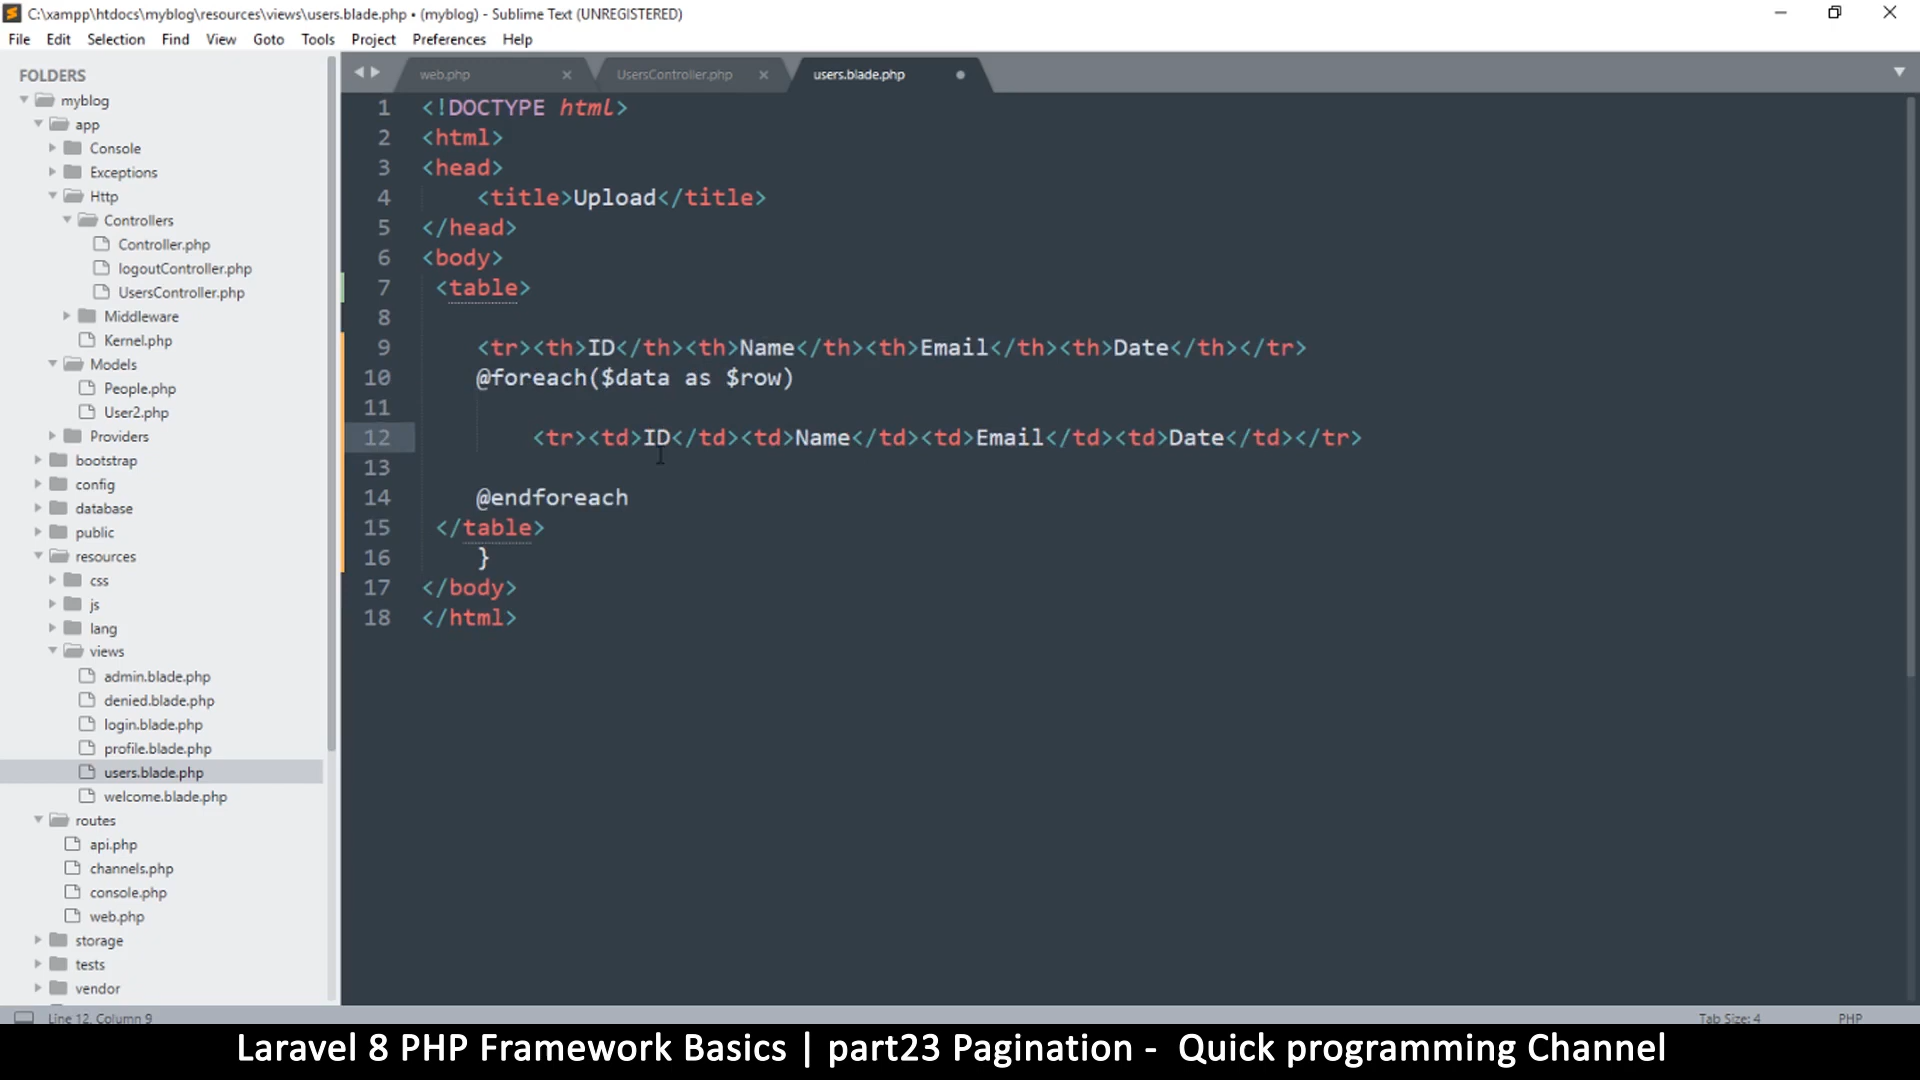 C:\xampp\htdocs\myblog\resources\views\users.blade.php • (myblog) - Sublime Text (UNREGISTERED)
File Edit Selection Find View Goto Tools Project Preferences Help
FOLDERS
myblog
app
Console
Exceptions
Http
Controllers
Controller.php
logoutController.php
UsersController.php
Middleware
Kernel.php
Models
People.php
User2.php
Providers
bootstrap
config
database
public
resources
css
js
lang
views
admin.blade.php
denied.blade.php
login.blade.php
profile.blade.php
users.blade.php
welcome.blade.php
routes
api.php
channels.php
console.php
web.php
storage
tests
vendor
web.php UsersController.php users.blade.php
1 <!DOCTYPE html>
2 <html>
3 <head>
4 <title>Upload</title>
5 </head>
6 <body>
7 <table>
8
9 <tr><th>ID</th><th>Name</th><th>Email</th><th>Date</th></tr>
10 @foreach($data as $row)
11
12 <tr><td>ID</td><td>Name</td><td>Email</td><td>Date</td></tr>
13
14 @endforeach
15 </table>
16 }
17 </body>
18 </html>
Line 12, Column 9 Tab Size: 4 PHP
Laravel 8 PHP Framework Basics | part23 Pagination - Quick programming Channel